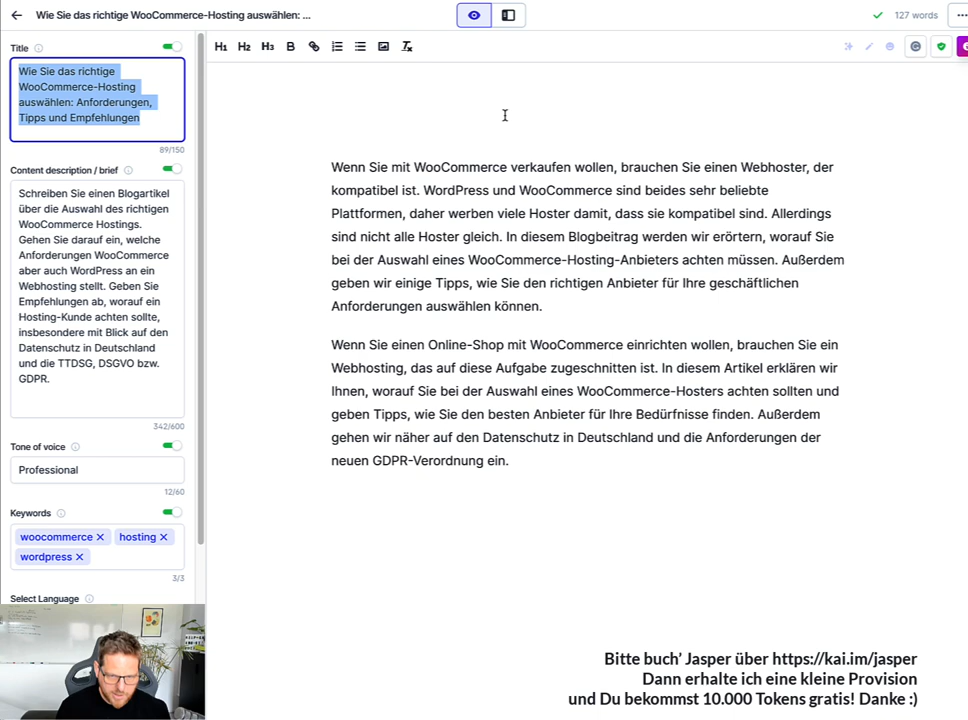 Wie Sie das richtige WooCommerce-Hosting auswählen: ...
127 words
Title
H1 H2 H3 B
Wie Sie das richtige
WooCommerce-Hosting
auswählen: Anforderungen,
Tipps und Empfehlungen
89/150
Content description / brief
Schreiben Sie einen Blogartikel
über die Auswahl des richtigen
WooCommerce Hostings.
Gehen Sie darauf ein, welche
Anforderungen WooCommerce
aber auch WordPress an ein
Webhosting stellt. Geben Sie
Empfehlungen ab, worauf ein
Hosting-Kunde achten sollte,
insbesondere mit Blick auf den
Datenschutz in Deutschland
und die TTDSG, DSGVO bzw.
GDPR.
342/600
Tone of voice
Professional
12/60
Keywords
woocommerce × hosting ×
wordpress ×
3/3
Select Language
Wenn Sie mit WooCommerce verkaufen wollen, brauchen Sie einen Webhoster, der
kompatibel ist. WordPress und WooCommerce sind beides sehr beliebte
Plattformen, daher werben viele Hoster damit, dass sie kompatibel sind. Allerdings
sind nicht alle Hoster gleich. In diesem Blogbeitrag werden wir erörtern, worauf Sie
bei der Auswahl eines WooCommerce-Hosting-Anbieters achten müssen. Außerdem
geben wir einige Tipps, wie Sie den richtigen Anbieter für Ihre geschäftlichen
Anforderungen auswählen können.
Wenn Sie einen Online-Shop mit WooCommerce einrichten wollen, brauchen Sie ein
Webhosting, das auf diese Aufgabe zugeschnitten ist. In diesem Artikel erklären wir
Ihnen, worauf Sie bei der Auswahl eines WooCommerce-Hosters achten sollten und
geben Tipps, wie Sie den besten Anbieter für Ihre Bedürfnisse finden. Außerdem
gehen wir näher auf den Datenschutz in Deutschland und die Anforderungen der
neuen GDPR-Verordnung ein.
Bitte buch' Jasper über https://kai.im/jasper
Dann erhalte ich eine kleine Provision
und Du bekommst 10.000 Tokens gratis! Danke :)